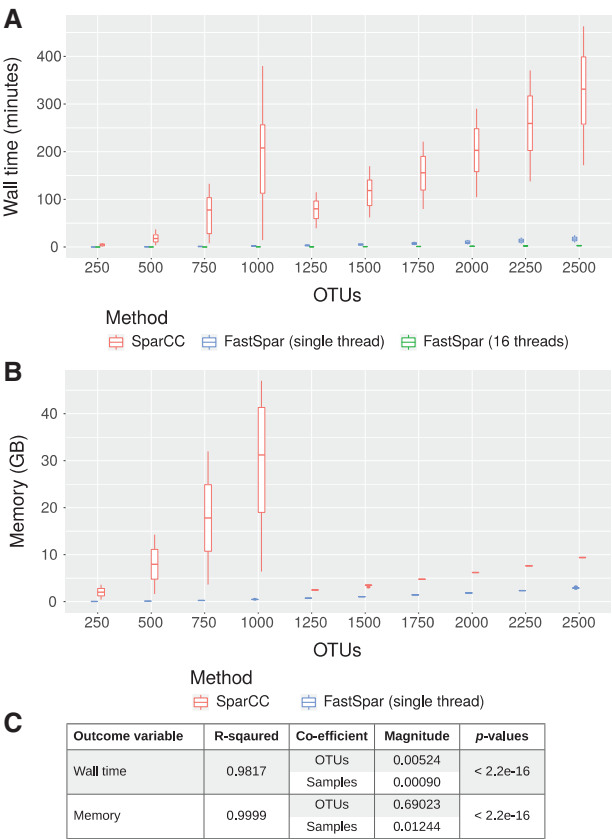 A
Wall time (minutes)
400
300
200
100
0
250 500 750 1000 1250 1500 1750 2000 2250 2500
OTUs
Method
SparCC FastSpar (single thread) FastSpar (16 threads)
B
Memory (GB)
40
30
20
10
0
250 500 750 1000 1250 1500 1750 2000 2250 2500
OTUs
Method
SparCC FastSpar (single thread)
C
Outcome variable R-sqaured Co-efficient Magnitude p-values
Wall time 0.9817 OTUs 0.00524 < 2.2e-16
Samples 0.00090
Memory 0.9999 OTUs 0.69023 < 2.2e-16
Samples 0.01244